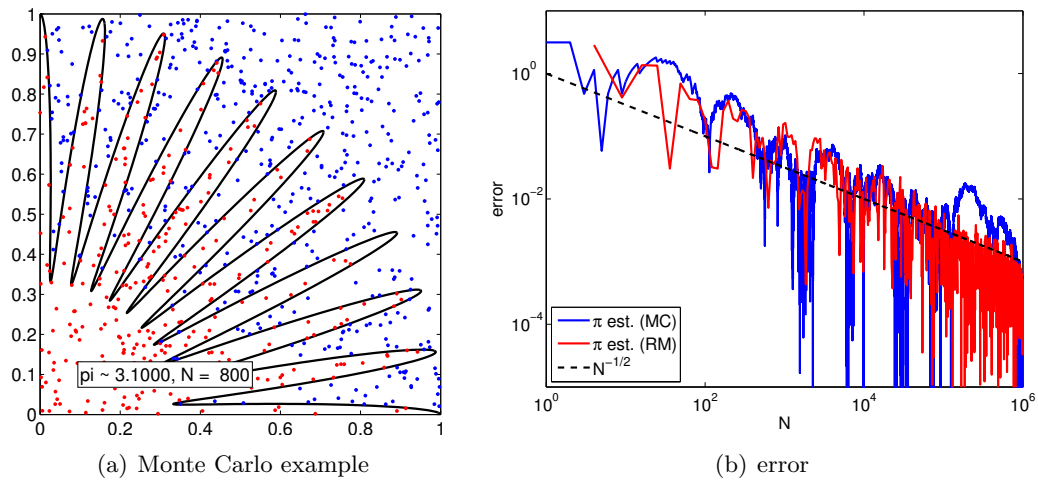 1
0.9
0.8
0.7
0.6
0.5
0.4
0.3
0.2
0.1
0
pi ~ 3.1000, N = 800
0 0.2 0.4 0.6 0.8 1
(a) Monte Carlo example
10^0
10^-2
10^-4
error
π est. (MC)
π est. (RM)
N^-1/2
10^0 10^2 10^4 10^6
N
(b) error